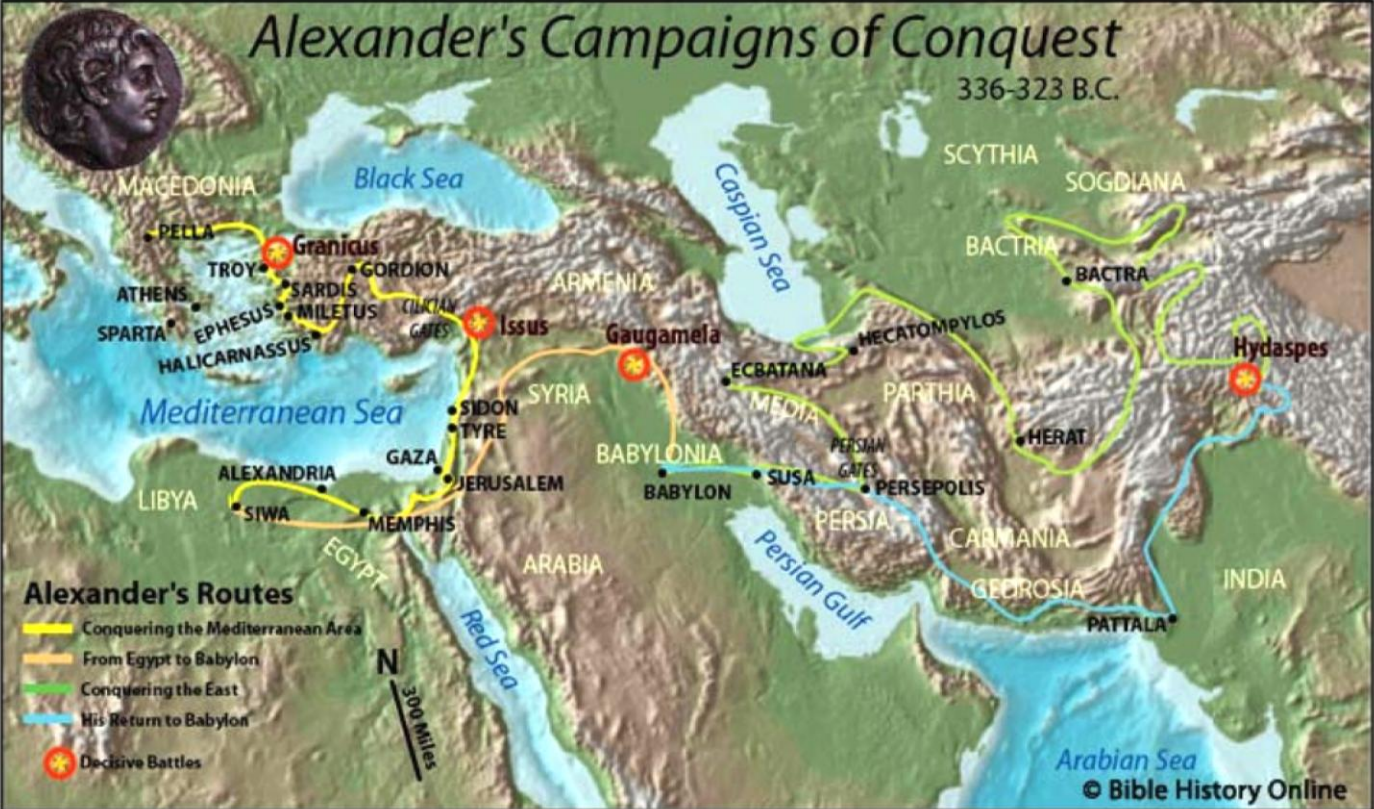 Alexander's Campaigns of Conquest
336-323 B.C.
SCYTHIA
SOGDIANA
MACEDONIA
Black Sea
Caspian Sea
PELLA
Granicus
BACTRIA
TROY
GORDION
BACTRA
ARMENIA
ATHENS
SARDIS
CILICIAN
GATES
MILETUS
EPHESUS
SPARTA
Issus
HECATOMPYLOS
Gaugamela
HALICARNASSUS
Hydaspes
ECBATANA
SYRIA
PARTHIA
MEDIA
Mediterranean Sea
SIDON
TYRE
HERAT
PERSIAN
GATES
BABYLONIA
GAZA
ALEXANDRIA
JERUSALEM
SUSA
BABYLON
PERSEPOLIS
LIBYA
SIWA
MEMPHIS
PERSIA
CARMANIA
EGYPT
ARABIA
Persian Gulf
GEDROSIA
INDIA
PATTALA
Red Sea
Alexander's Routes
Conquering the Mediterranean Area
From Egypt to Babylon
Conquering the East
His Return to Babylon
Decisive Battles
N
300 Miles
Arabian Sea
© Bible History Online